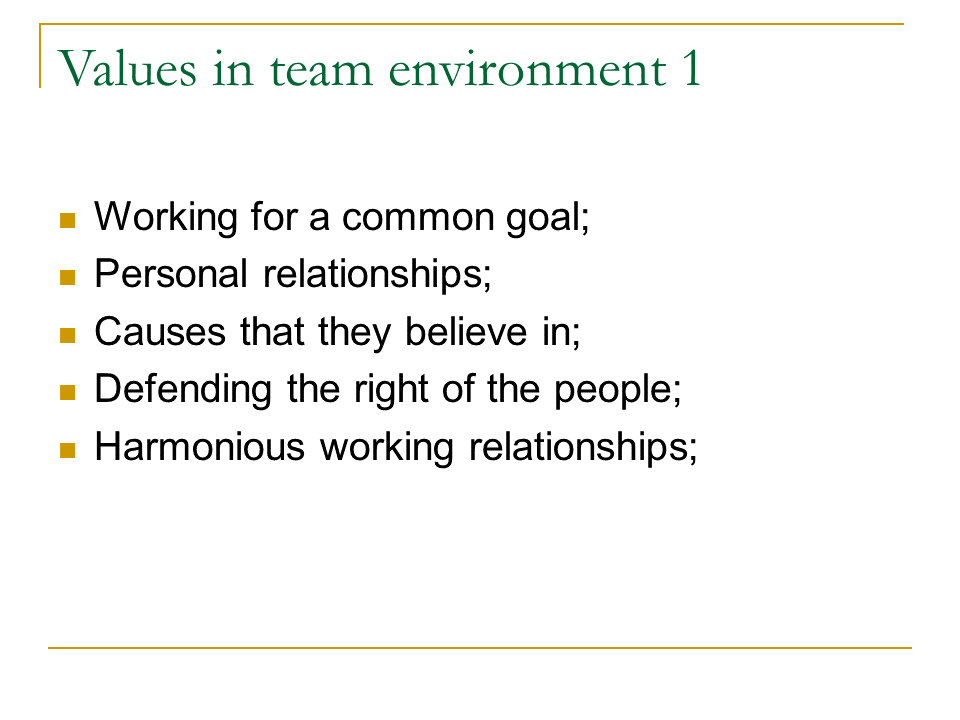 Values in team environment 1
Working for a common goal;
Personal relationships;
Causes that they believe in;
Defending the right of the people;
Harmonious working relationships;